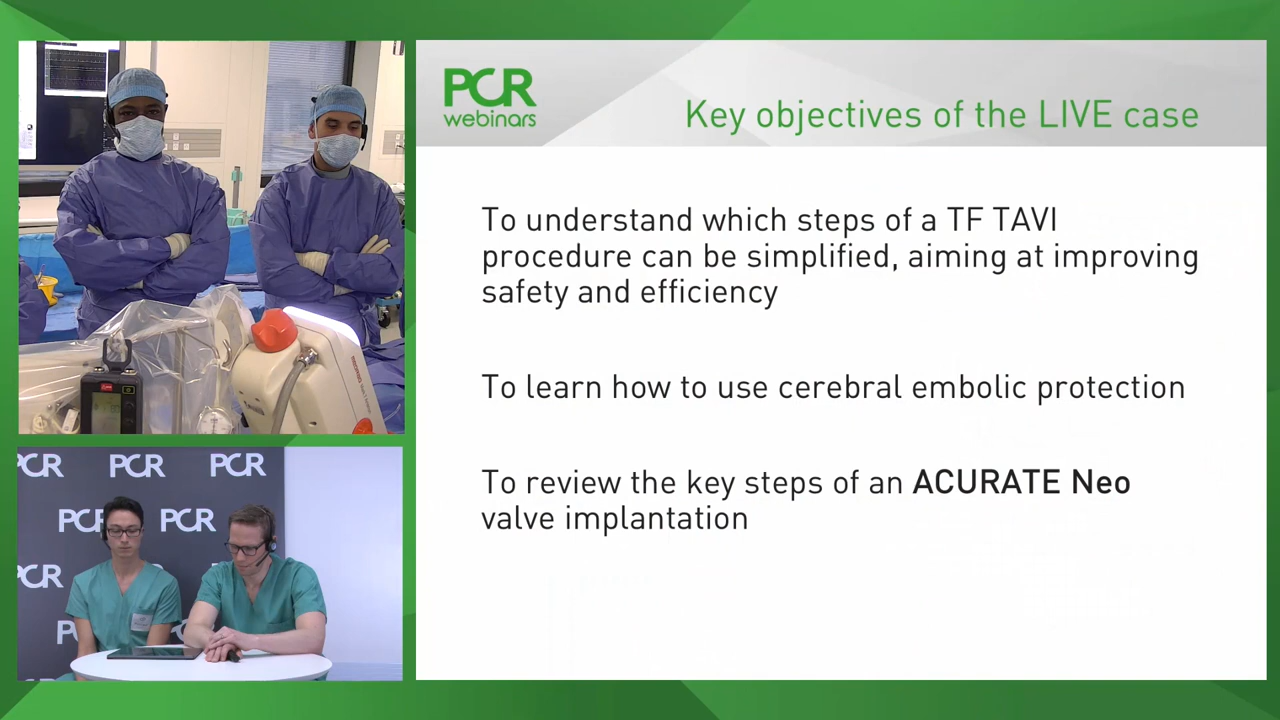 PCR
webinars
Key objectives of the LIVE case
To understand which steps of a TF TAVI
procedure can be simplified, aiming at improving
safety and efficiency
To learn how to use cerebral embolic protection
To review the key steps of an ACURATE Neo
valve implantation
PCR PCR PCR
PCR PCR
PCR